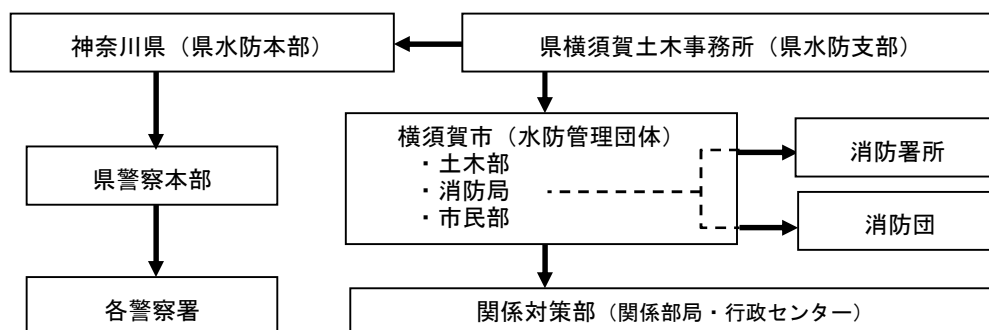 神奈川県（県水防本部）
県横須賀土木事務所（県水防支部）
横須賀市（水防管理団体）
・土木部
・消防局
・市民部
消防署所
消防団
県警察本部
各警察署
関係対策部（関係部局・行政センター）